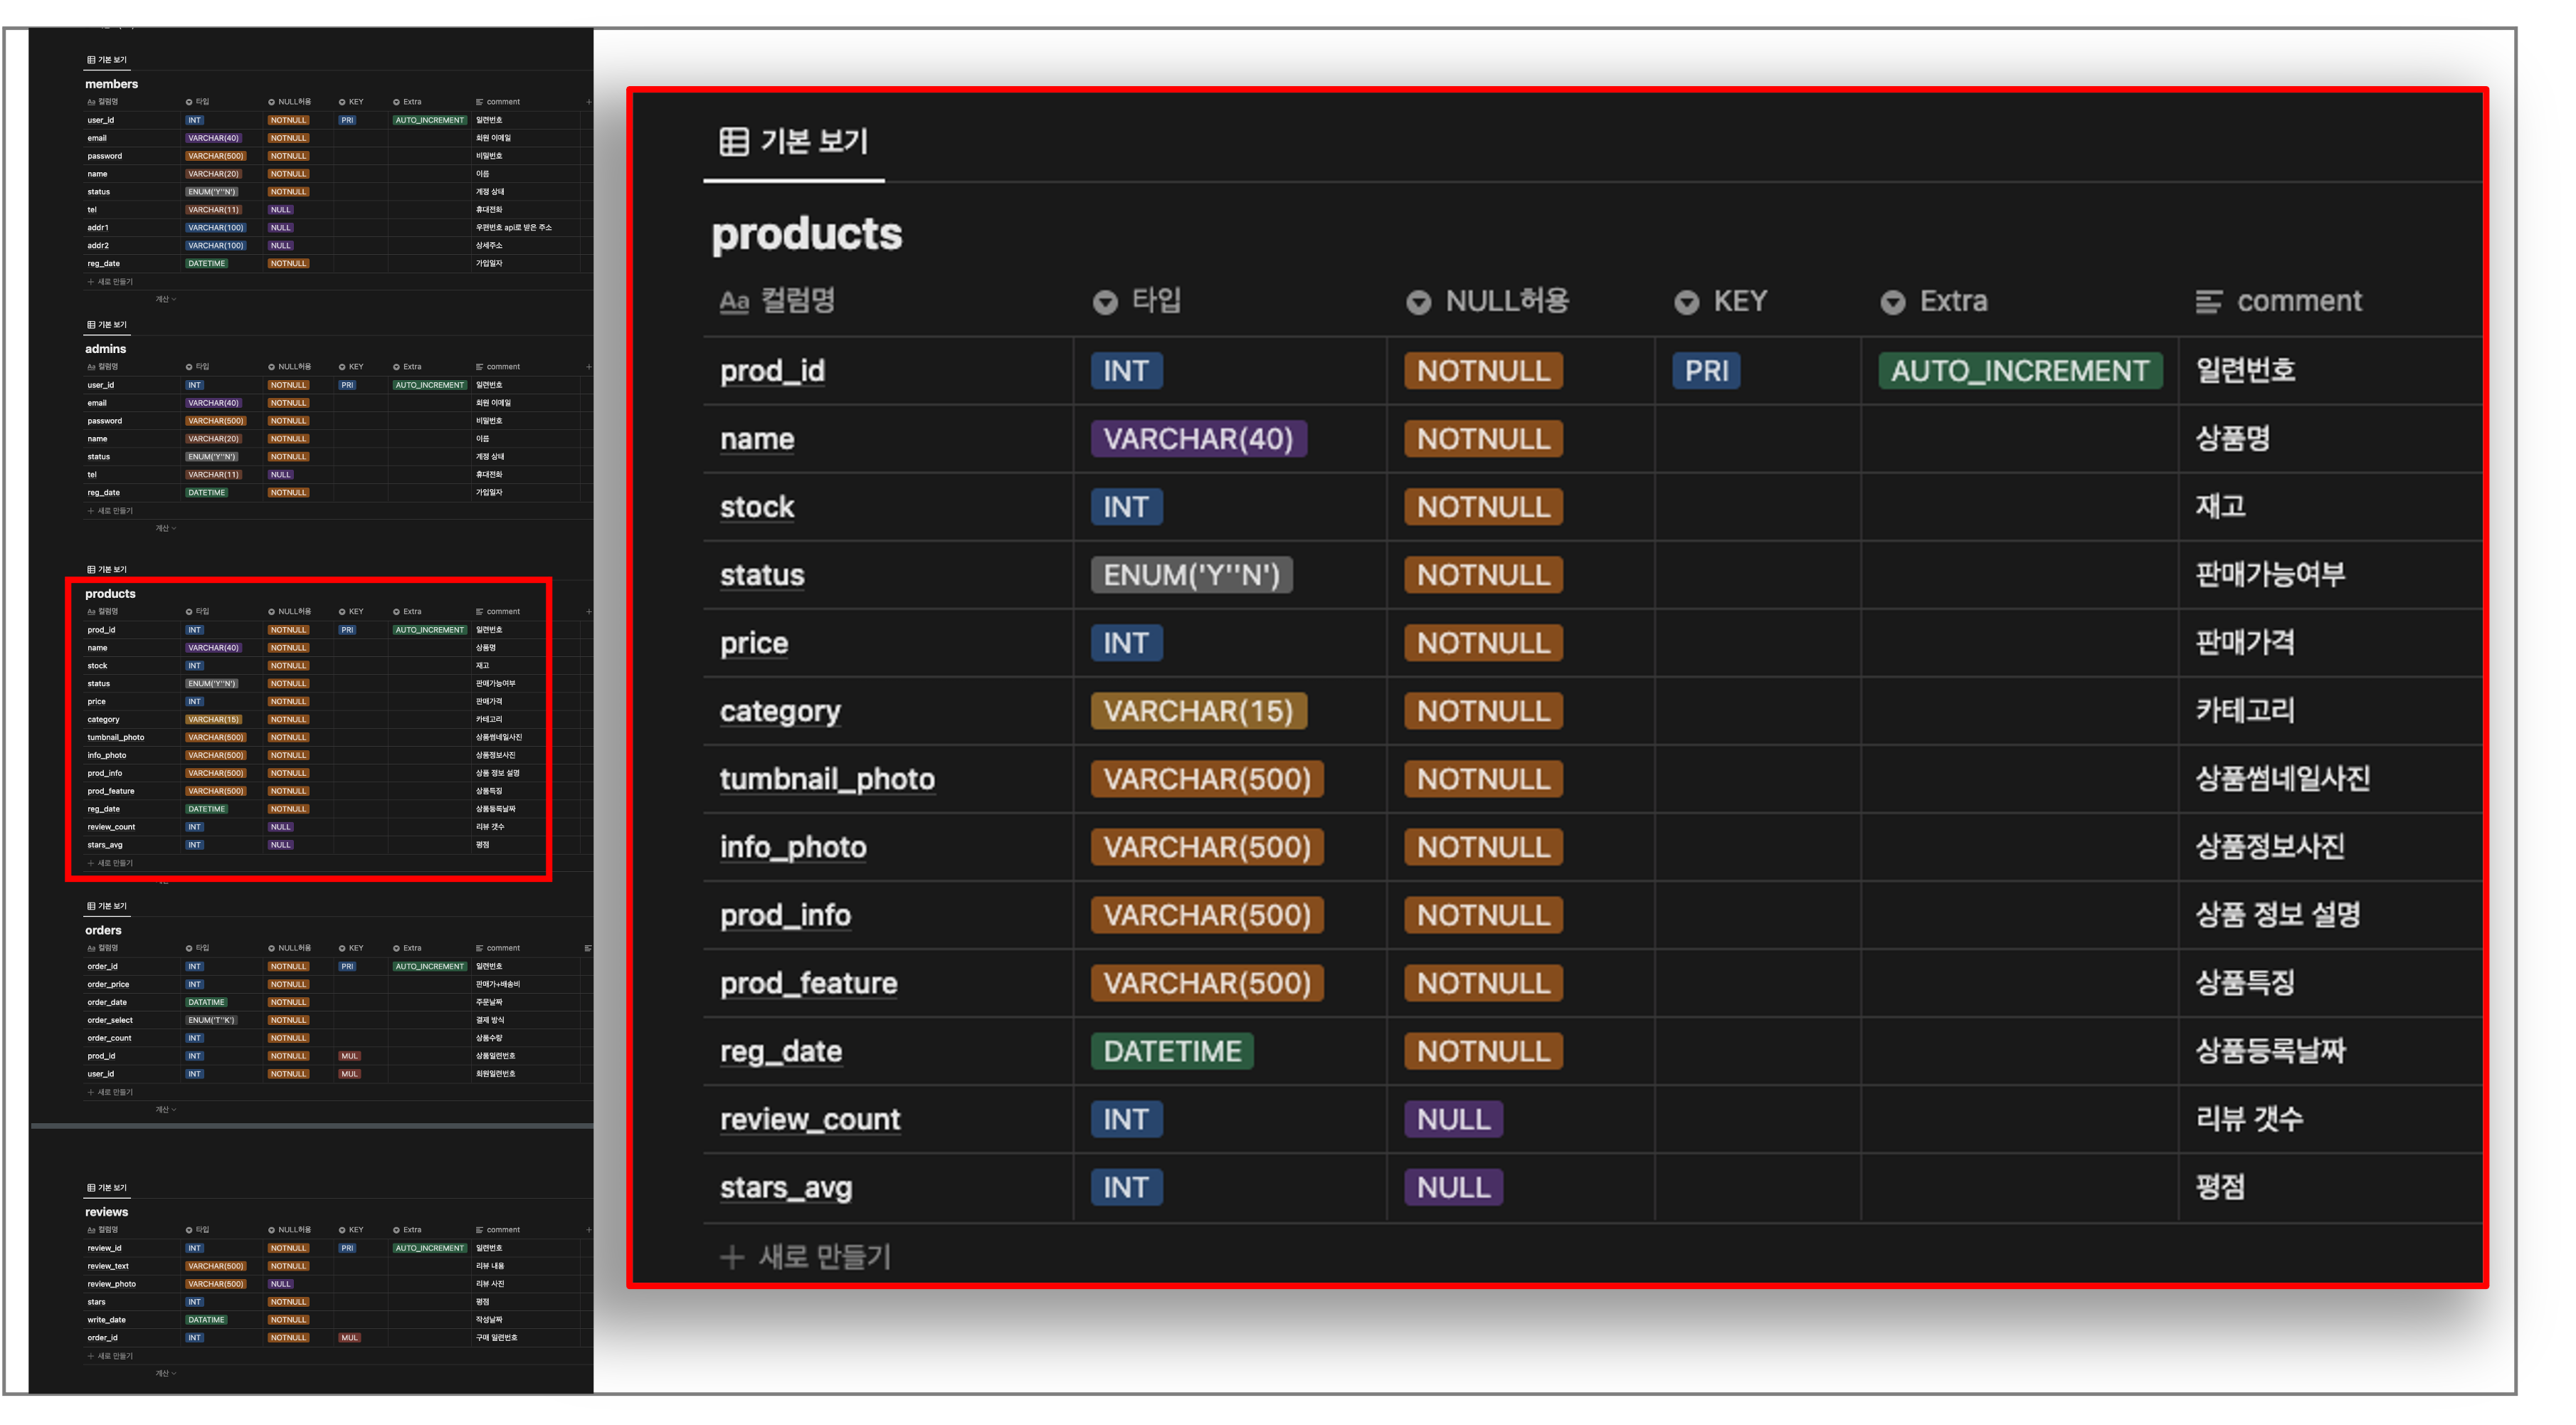 기본 보기
members
Aa 컬럼명 타입 NULL허용 KEY Extra comment
user_id INT NOTNULL PRI AUTO_INCREMENT 일련번호
email VARCHAR(40) NOTNULL 회원 이메일
password VARCHAR(500) NOTNULL 비밀번호
name VARCHAR(20) NOTNULL 이름
status ENUM('Y''N') NOTNULL 계정 상태
tel VARCHAR(11) NULL 휴대전화
addr1 VARCHAR(100) NULL 우편번호 api로 받은 주소
addr2 VARCHAR(100) NULL 상세주소
reg_date DATETIME NOTNULL 가입일자
+ 새로 만들기
계산
기본 보기
admins
Aa 컬럼명 타입 NULL허용 KEY Extra comment
user_id INT NOTNULL PRI AUTO_INCREMENT 일련번호
email VARCHAR(40) NOTNULL 회원 이메일
password VARCHAR(500) NOTNULL 비밀번호
name VARCHAR(20) NOTNULL 이름
status ENUM('Y''N') NOTNULL 계정 상태
tel VARCHAR(11) NULL 휴대전화
reg_date DATETIME NOTNULL 가입일자
+ 새로 만들기
계산
기본 보기
products
Aa 컬럼명 타입 NULL허용 KEY Extra comment
prod_id INT NOTNULL PRI AUTO_INCREMENT 일련번호
name VARCHAR(40) NOTNULL 상품명
stock INT NOTNULL 재고
status ENUM('Y''N') NOTNULL 판매가능여부
price INT NOTNULL 판매가격
category VARCHAR(15) NOTNULL 카테고리
tumbnail_photo VARCHAR(500) NOTNULL 상품썸네일사진
info_photo VARCHAR(500) NOTNULL 상품정보사진
prod_info VARCHAR(500) NOTNULL 상품 정보 설명
prod_feature VARCHAR(500) NOTNULL 상품특징
reg_date DATETIME NOTNULL 상품등록날짜
review_count INT NULL 리뷰 갯수
stars_avg INT NULL 평점
+ 새로 만들기
기본 보기
orders
Aa 컬럼명 타입 NULL허용 KEY Extra comment
order_id INT NOTNULL PRI AUTO_INCREMENT 일련번호
order_price INT NOTNULL 판매가+배송비
order_date DATATIME NOTNULL 주문날짜
order_select ENUM('T''K') NOTNULL 결제 방식
order_count INT NOTNULL 상품수량
prod_id INT NOTNULL MUL 상품일련번호
user_id INT NOTNULL MUL 회원일련번호
+ 새로 만들기
계산
기본 보기
reviews
Aa 컬럼명 타입 NULL허용 KEY Extra comment
review_id INT NOTNULL PRI AUTO_INCREMENT 일련번호
review_text VARCHAR(500) NOTNULL 리뷰 내용
review_photo VARCHAR(500) NULL 리뷰 사진
stars INT NOTNULL 평점
write_date DATATIME NOTNULL 작성날짜
order_id INT NOTNULL MUL 구매 일련번호
+ 새로 만들기
계산
기본 보기
products
Aa 컬럼명 타입 NULL허용 KEY Extra comment
prod_id INT NOTNULL PRI AUTO_INCREMENT 일련번호
name VARCHAR(40) NOTNULL 상품명
stock INT NOTNULL 재고
status ENUM('Y''N') NOTNULL 판매가능여부
price INT NOTNULL 판매가격
category VARCHAR(15) NOTNULL 카테고리
tumbnail_photo VARCHAR(500) NOTNULL 상품썸네일사진
info_photo VARCHAR(500) NOTNULL 상품정보사진
prod_info VARCHAR(500) NOTNULL 상품 정보 설명
prod_feature VARCHAR(500) NOTNULL 상품특징
reg_date DATETIME NOTNULL 상품등록날짜
review_count INT NULL 리뷰 갯수
stars_avg INT NULL 평점
+ 새로 만들기